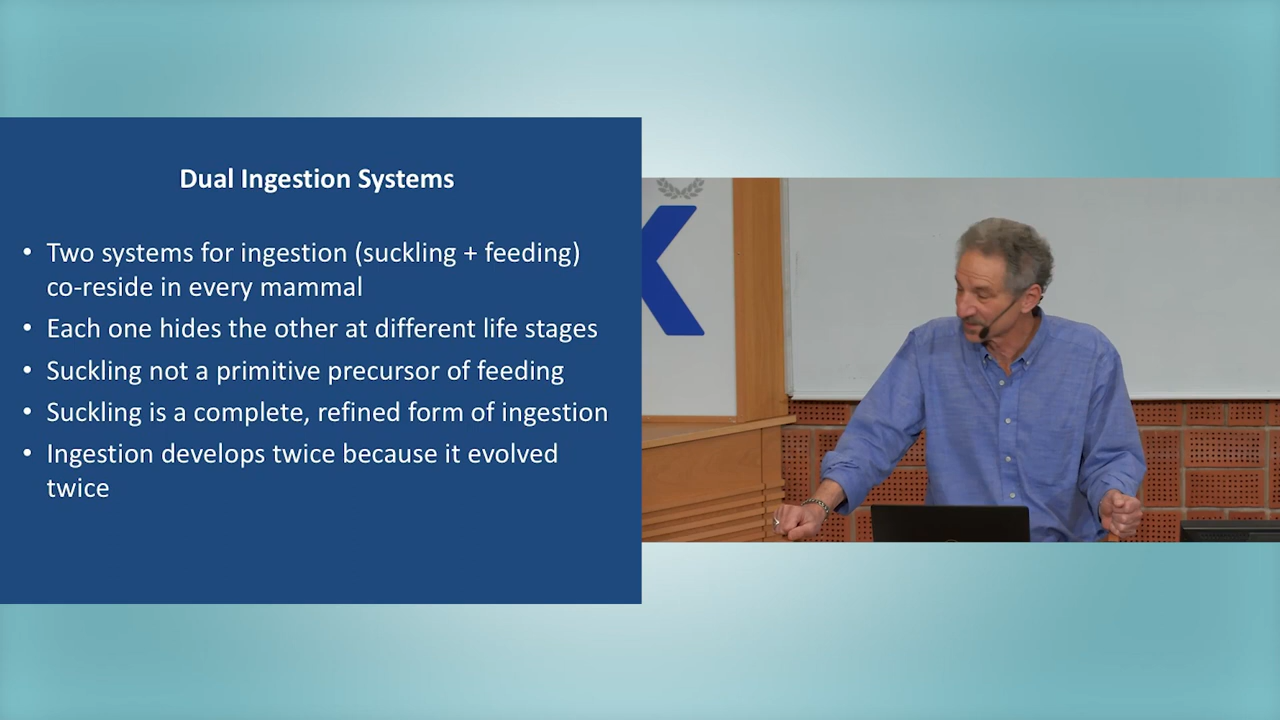 Dual Ingestion Systems
• Two systems for ingestion (suckling + feeding)
co-reside in every mammal
• Each one hides the other at different life stages
• Suckling not a primitive precursor of feeding
• Suckling is a complete, refined form of ingestion
• Ingestion develops twice because it evolved
twice
K